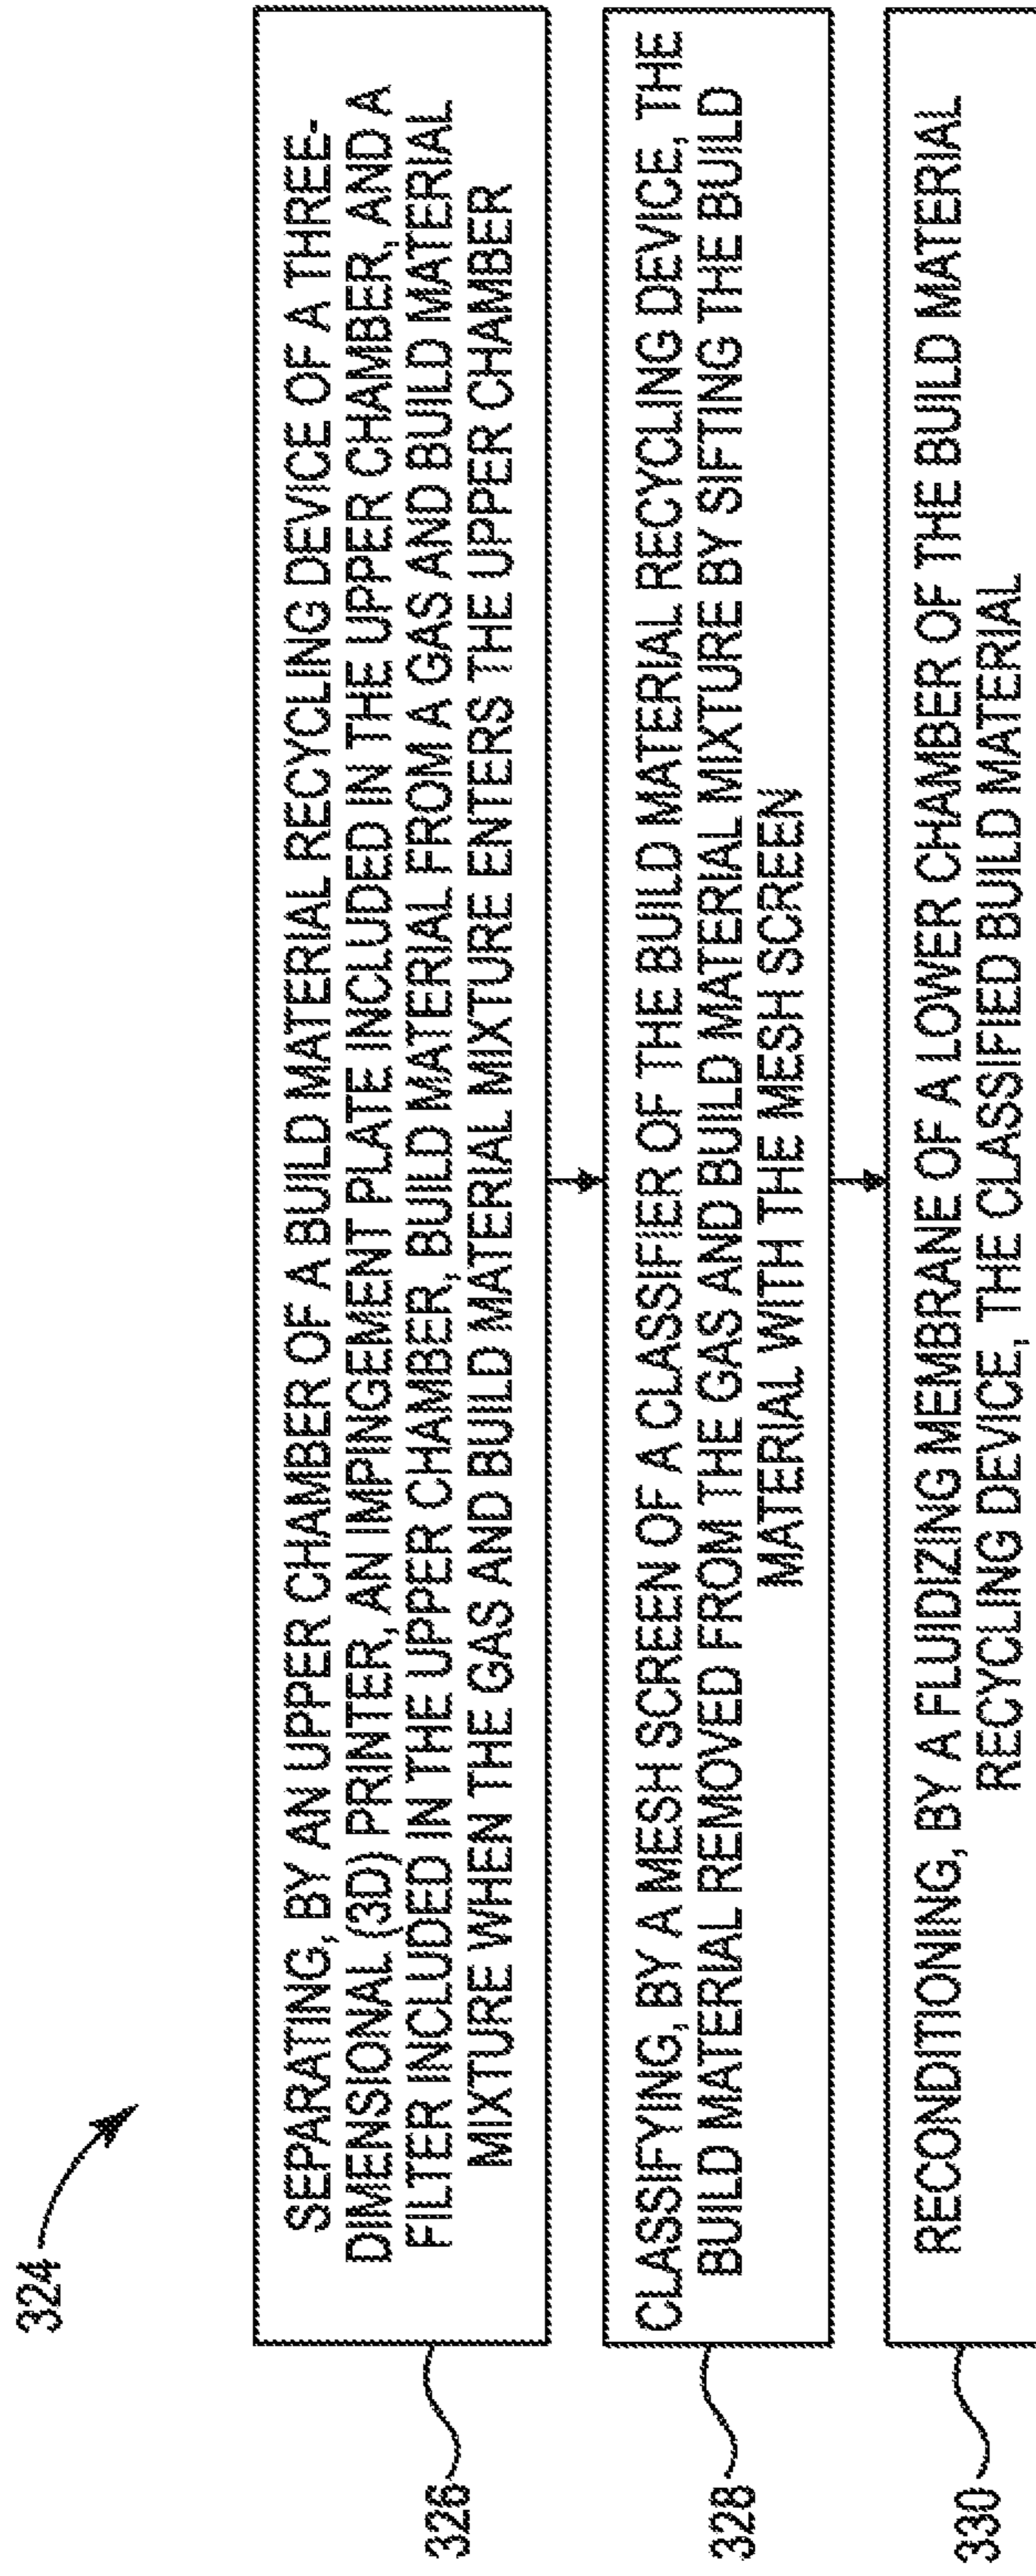 324
326
SEPARATING, BY AN UPPER CHAMBER OF A BUILD MATERIAL RECYCLING DEVICE OF A THREE-
DIMENSIONAL (3D) PRINTER, AN IMPINGEMENT PLATE INCLUDED IN THE UPPER CHAMBER, AND A
FILTER INCLUDED IN THE UPPER CHAMBER, BUILD MATERIAL FROM A GAS AND BUILD MATERIAL
MIXTURE WHEN THE GAS AND BUILD MATERIAL MIXTURE ENTERS THE UPPER CHAMBER
328
CLASSIFYING, BY A MESH SCREEN OF A CLASSIFIER OF THE BUILD MATERIAL RECYCLING DEVICE, THE
BUILD MATERIAL REMOVED FROM THE GAS AND BUILD MATERIAL MIXTURE BY SIFTING THE BUILD
MATERIAL WITH THE MESH SCREEN
330
RECONDITIONING, BY A FLUIDIZING MEMBRANE OF A LOWER CHAMBER OF THE BUILD MATERIAL
RECYCLING DEVICE, THE CLASSIFIED BUILD MATERIAL